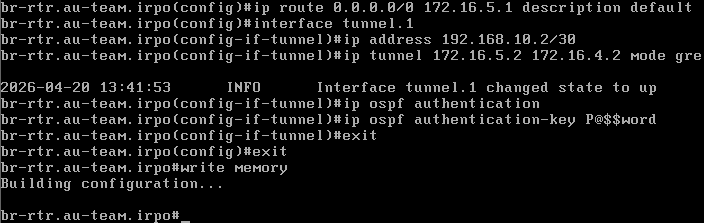 br-rtr.au-team.irpo(config)#ip route 0.0.0.0/0 172.16.5.1 description default
br-rtr.au-team.irpo(config)#interface tunnel.1
br-rtr.au-team.irpo(config-if-tunnel)#ip address 192.168.10.2/30
br-rtr.au-team.irpo(config-if-tunnel)#ip tunnel 172.16.5.2 172.16.4.2 mode gre
2026-04-20 13:41:53 INFO Interface tunnel.1 changed state to up
br-rtr.au-team.irpo(config-if-tunnel)#ip ospf authentication
br-rtr.au-team.irpo(config-if-tunnel)#ip ospf authentication-key P@$$word
br-rtr.au-team.irpo(config-if-tunnel)#exit
br-rtr.au-team.irpo(config)#exit
br-rtr.au-team.irpo#write memory
Building configuration...
br-rtr.au-team.irpo#_